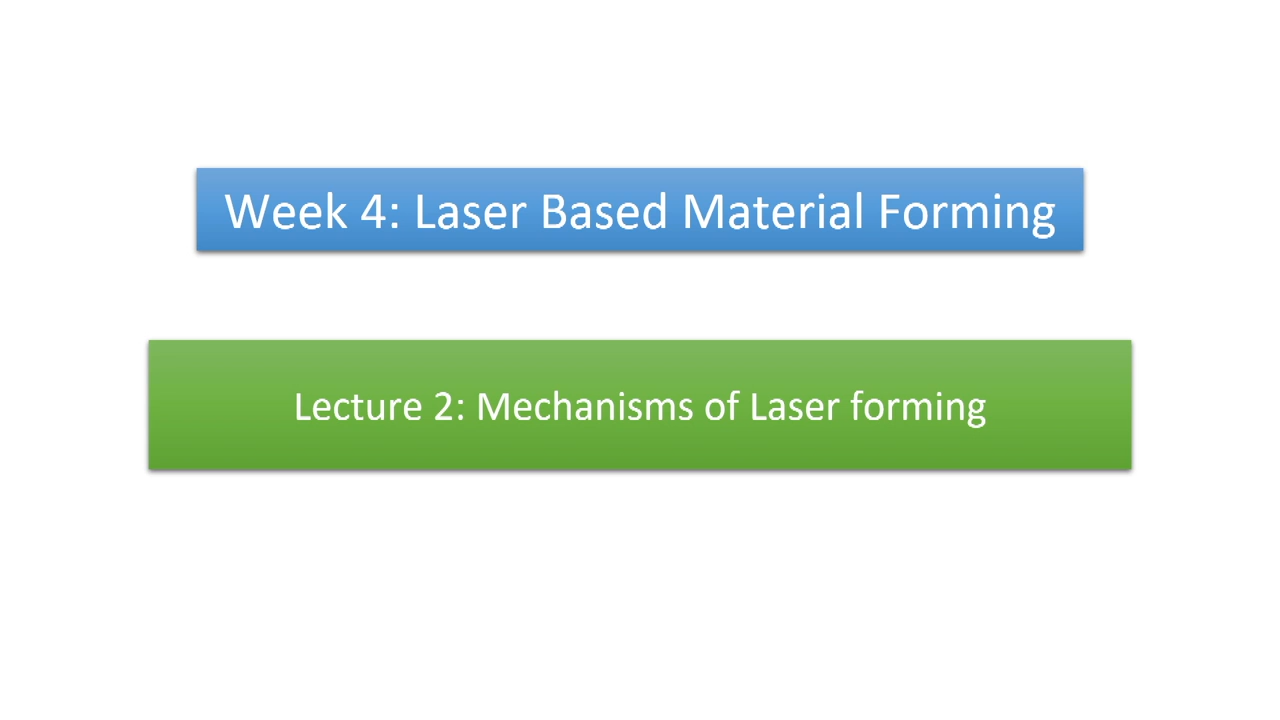 Week 4: Laser Based Material Forming
Lecture 2: Mechanisms of Laser forming